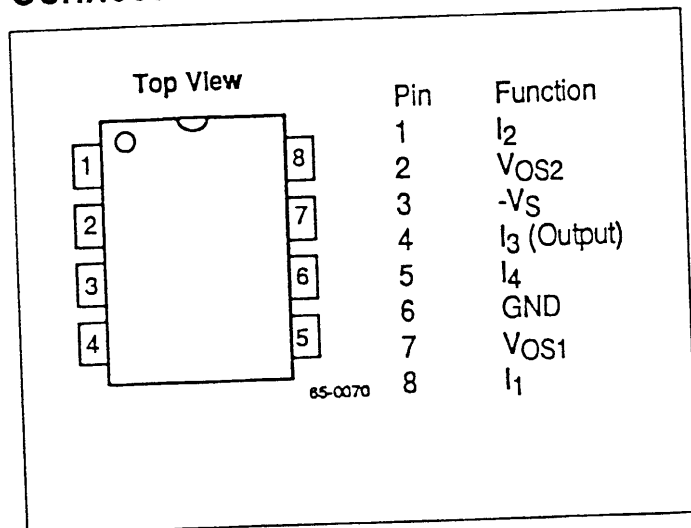 Top View
1
2
3
4
8
7
6
5
65-0070
Pin Function
1 I2
2 VOS2
3 -VS
4 I3 (Output)
5 I4
6 GND
7 VOS1
8 I1